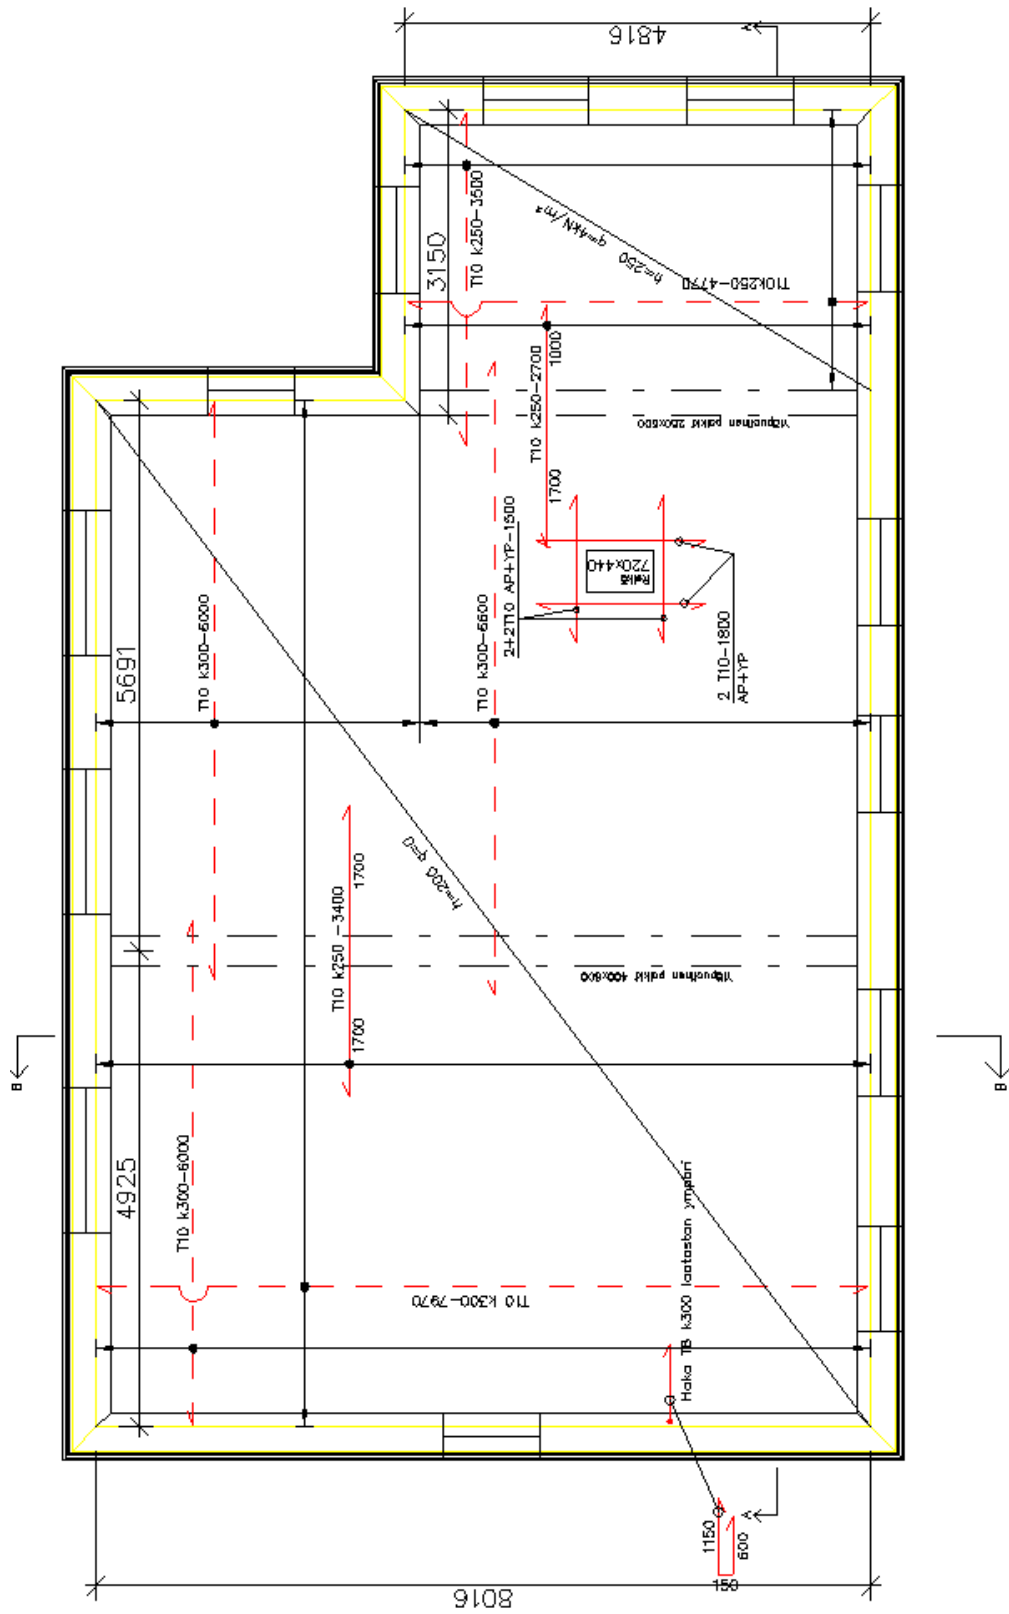 4816
A
T10 k250-3500
3150
h=250 q=4kN/m²
T10k250-4770
T10 k250-2700
1000
1700
Yläpuolinen palkki 250x600
2+2T10 AP+YP-1500
Reikä
720x440
2 T10-1800
AP+YP
T10 k300-6000
5691
T10 k300-6600
h=200 q=0
T10 k250 -3400
1700
1700
Yläpuolinen palkki 400x600
B
B
4925
T10 k300-6000
T10 k300-7970
Haka T8 k300 laataston ympäri
A
1150
600
150
8016